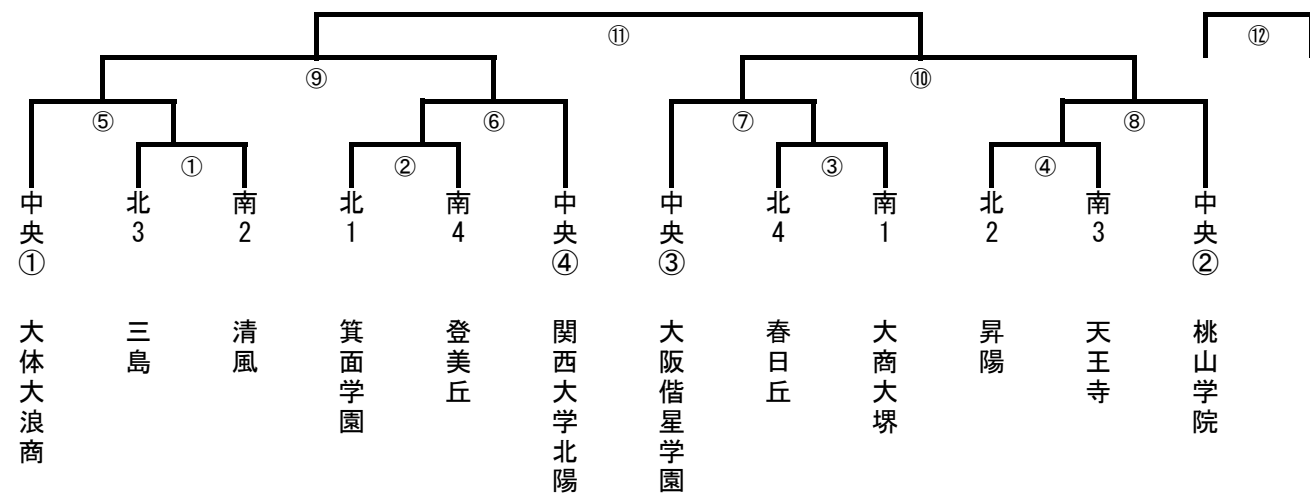 ⑪
⑫
⑨
⑩
⑤
⑥
⑦
⑧
①
②
③
④
中央①
北3
南2
北1
南4
中央④
中央③
北4
南1
北2
南3
中央②
大体大浪商
三島
清風
箕面学園
登美丘
関西大学北陽
大阪偕星学園
春日丘
大商大堺
昇陽
天王寺
桃山学院